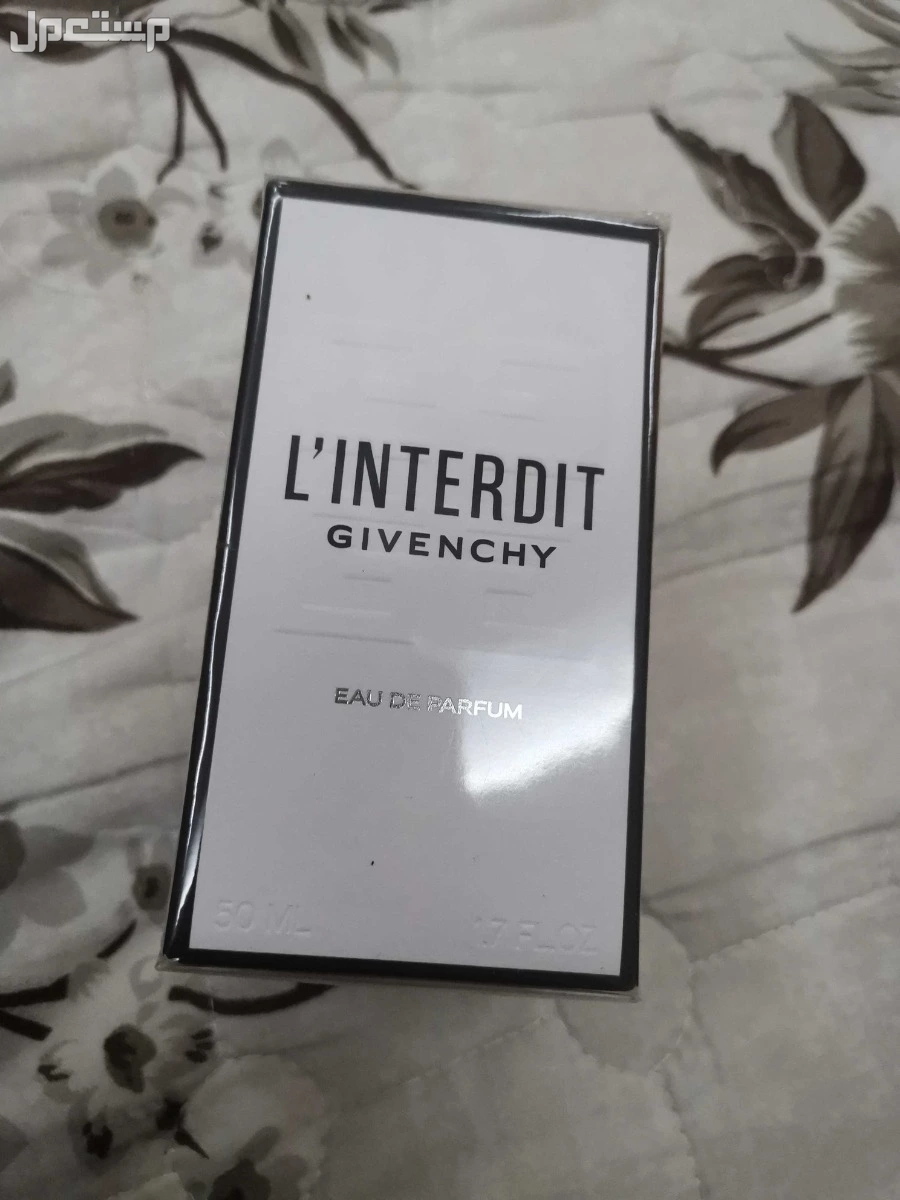 مستعمل
L'INTERDIT
GIVENCHY
EAU DE PARFUM
50 ML
1.7 FL.OZ